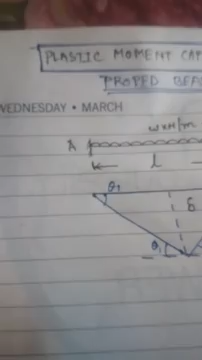 PLASTIC MOMENT CAP
PROPED BEA
WEDNESDAY • MARCH
w kN/m
A
l
θ1
δ
θ1